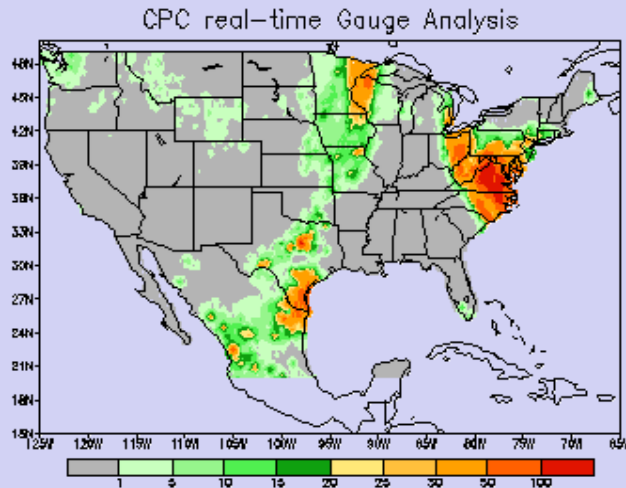 CPC real-time Gauge Analysis
48N
45N
42N
39N
36N
33N
30N
27N
24N
21N
18N
15N
125W 120W 115W 110W 105W 100W 95W 90W 85W 80W 75W 70W 65W
1 5 10 15 20 25 30 50 100